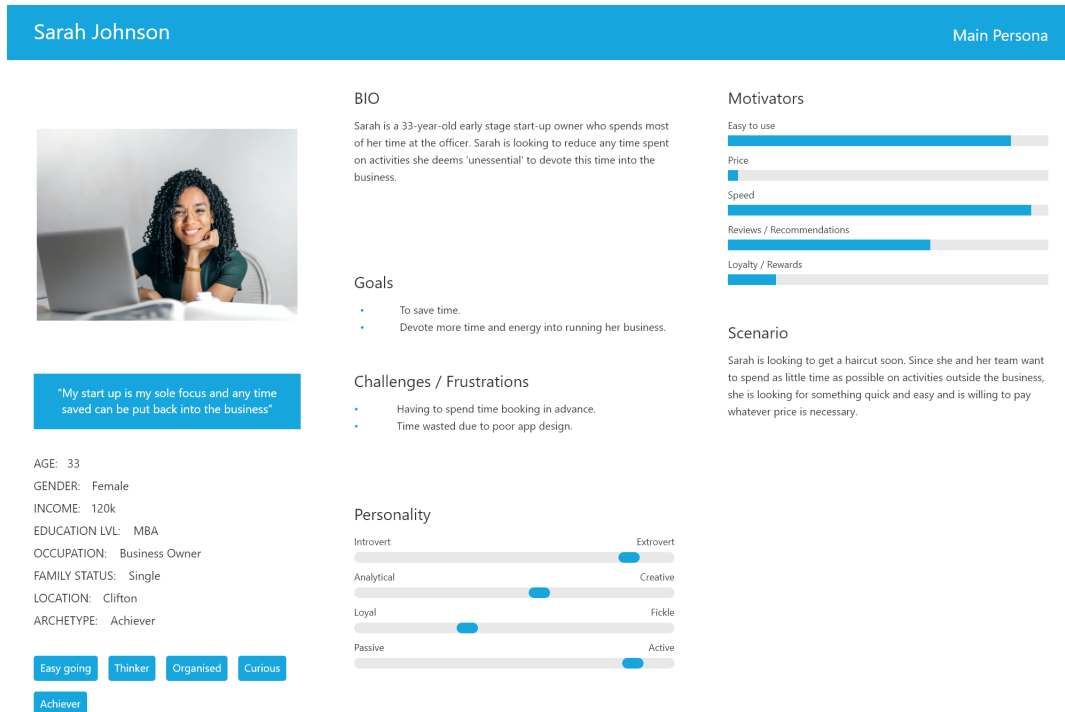 Sarah Johnson
Main Persona
“My start up is my sole focus and any time
saved can be put back into the business”
AGE: 33
GENDER: Female
INCOME: 120k
EDUCATION LVL: MBA
OCCUPATION: Business Owner
FAMILY STATUS: Single
LOCATION: Clifton
ARCHETYPE: Achiever
Easy going Thinker Organised Curious
Achiever
BIO
Sarah is a 33-year-old early stage start-up owner who spends most
of her time at the officer. Sarah is looking to reduce any time spent
on activities she deems ‘unessential’ to devote this time into the
business.
Goals
• To save time.
• Devote more time and energy into running her business.
Challenges / Frustrations
• Having to spend time booking in advance.
• Time wasted due to poor app design.
Personality
Introvert Extrovert
Analytical Creative
Loyal Fickle
Passive Active
Motivators
Easy to use
Price
Speed
Reviews / Recommendations
Loyalty / Rewards
Scenario
Sarah is looking to get a haircut soon. Since she and her team want
to spend as little time as possible on activities outside the business,
she is looking for something quick and easy and is willing to pay
whatever price is necessary.